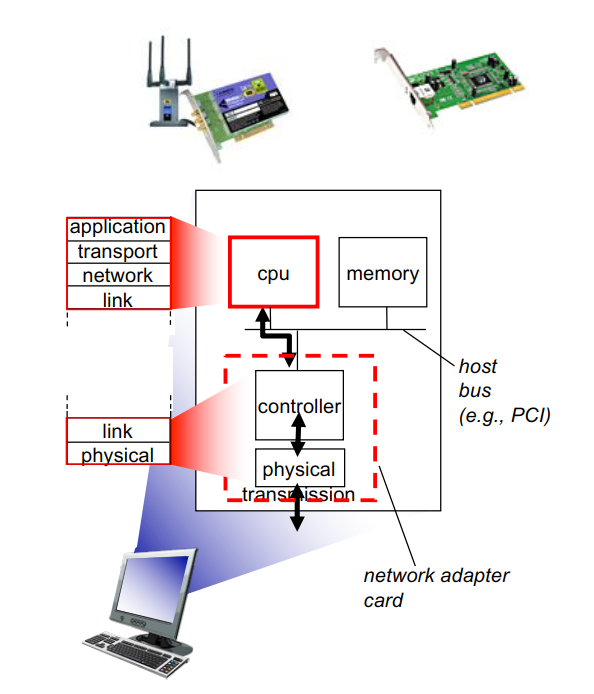 application
transport
network
link
cpu
memory
host
bus
(e.g., PCI)
controller
link
physical
physical
transmission
network adapter
card